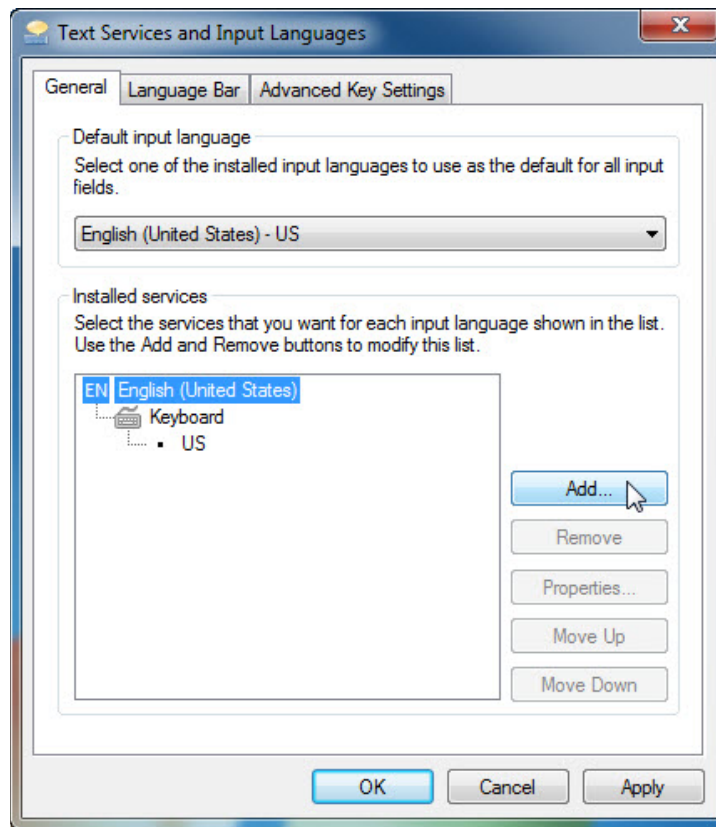 Text Services and Input Languages
General
Language Bar
Advanced Key Settings
Default input language
Select one of the installed input languages to use as the default for all input
fields.
English (United States) - US
Installed services
Select the services that you want for each input language shown in the list.
Use the Add and Remove buttons to modify this list.
EN English (United States)
Keyboard
US
Add...
Remove
Properties...
Move Up
Move Down
OK
Cancel
Apply